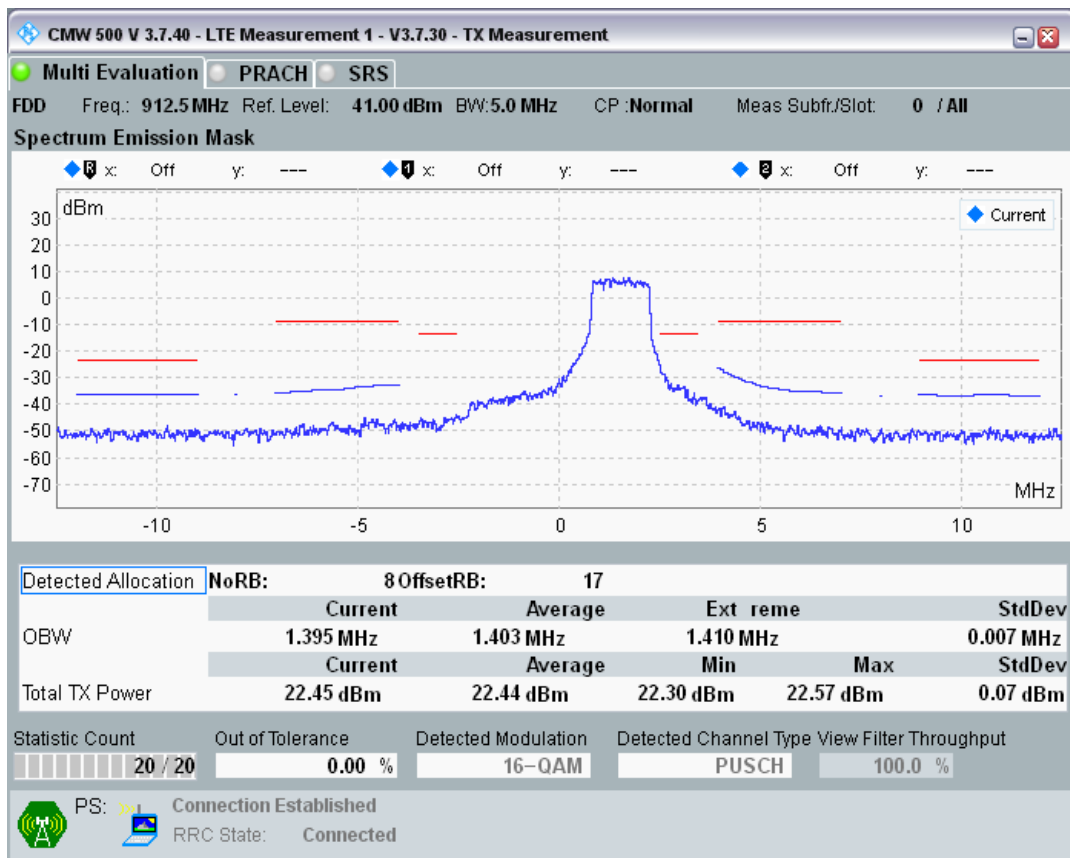 CMW 500 V 3.7.40 - LTE Measurement 1 - V3.7.30 - TX Measurement
Multi Evaluation PRACH SRS
FDD Freq.: 912.5 MHz Ref. Level: 41.00 dBm BW:5.0 MHz CP :Normal Meas Subfr./Slot: 0 / All
Spectrum Emission Mask
R x: Off y: --- 1 x: Off y: --- 2 x: Off y: ---
dBm
Current
30
20
10
0
-10
-20
-30
-40
-50
-60
-70
MHz
-10 -5 0 5 10
Detected Allocation NoRB: 8 OffsetRB: 17
Current Average Ext reme StdDev
OBW 1.395 MHz 1.403 MHz 1.410 MHz 0.007 MHz
Current Average Min Max StdDev
Total TX Power 22.45 dBm 22.44 dBm 22.30 dBm 22.57 dBm 0.07 dBm
Statistic Count Out of Tolerance Detected Modulation Detected Channel Type View Filter Throughput
20 / 20 0.00 % 16-QAM PUSCH 100.0 %
PS: Connection Established
RRC State: Connected